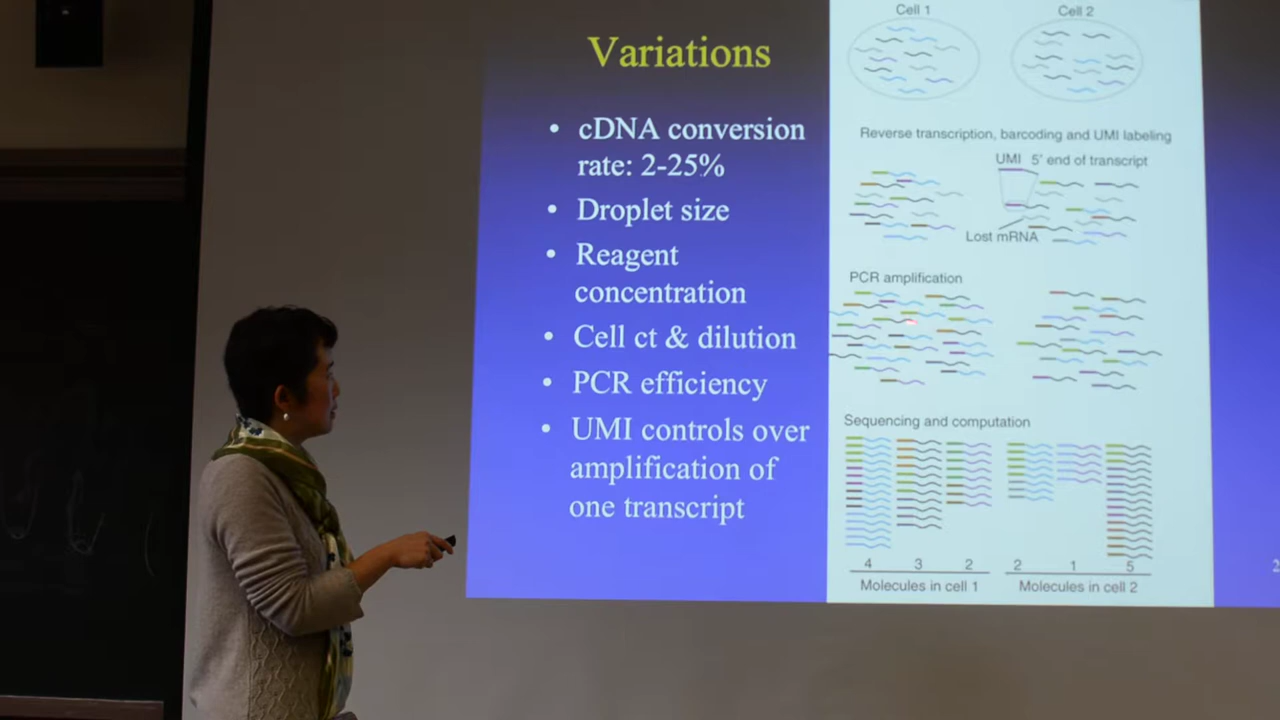 Variations
• cDNA conversion
rate: 2-25%
• Droplet size
• Reagent
concentration
• Cell ct & dilution
• PCR efficiency
• UMI controls over
amplification of
one transcript
Cell 1 Cell 2
Reverse transcription, barcoding and UMI labeling
UMI 5' end of transcript
Lost mRNA
PCR amplification
Sequencing and computation
4 3 2 2 1 5
Molecules in cell 1 Molecules in cell 2